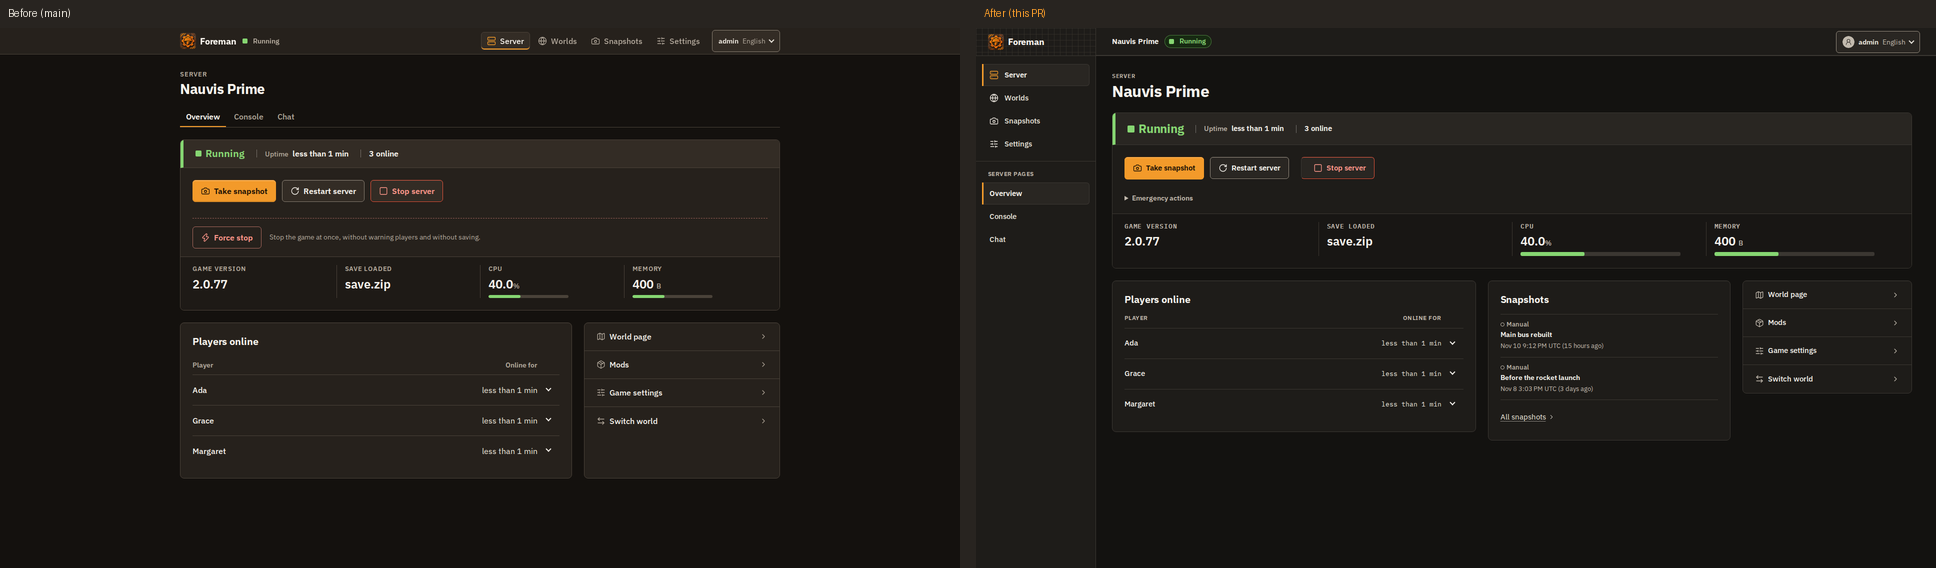 Before (main)
Foreman Running Server Worlds Snapshots Settings admin English
SERVER
Nauvis Prime
Overview Console Chat
Running Uptime less than 1 min 3 online
Take snapshot Restart server Stop server
Force stop Stop the game at once, without warning players and without saving.
GAME VERSION SAVE LOADED CPU MEMORY
2.0.77 save.zip 40.0% 400 B
Players online
Player Online for
Ada less than 1 min
Grace less than 1 min
Margaret less than 1 min
World page
Mods
Game settings
Switch world
After (this PR)
Foreman
Server
Worlds
Snapshots
Settings
SERVER PAGES
Overview
Console
Chat
Nauvis Prime Running admin English
SERVER
Nauvis Prime
Running Uptime less than 1 min 3 online
Take snapshot Restart server Stop server
Emergency actions
GAME VERSION SAVE LOADED CPU MEMORY
2.0.77 save.zip 40.0% 400 B
Players online
PLAYER ONLINE FOR
Ada less than 1 min
Grace less than 1 min
Margaret less than 1 min
Snapshots
Manual
Main bus rebuilt
Nov 10 9:12 PM UTC (15 hours ago)
Manual
Before the rocket launch
Nov 8 3:03 PM UTC (3 days ago)
All snapshots
World page
Mods
Game settings
Switch world